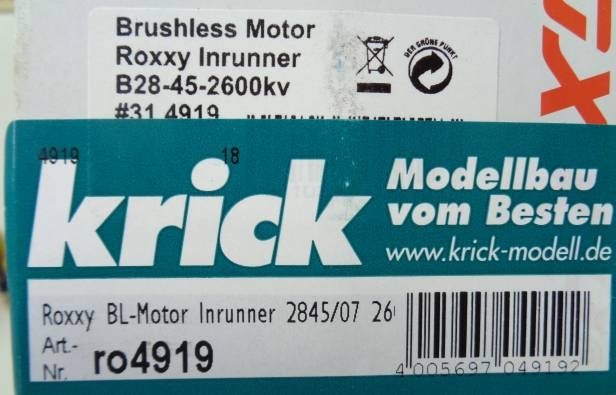 Brushless Motor
Roxxy Inrunner
B28-45-2600kv
#31 4919
DER GRÜNE PUNKT
4919 18
krick
Modellbau
vom Besten
www.krick-modell.de
Roxxy BL-Motor Inrunner 2845/07 26
Art.-
Nr. ro4919
4 005697 049192